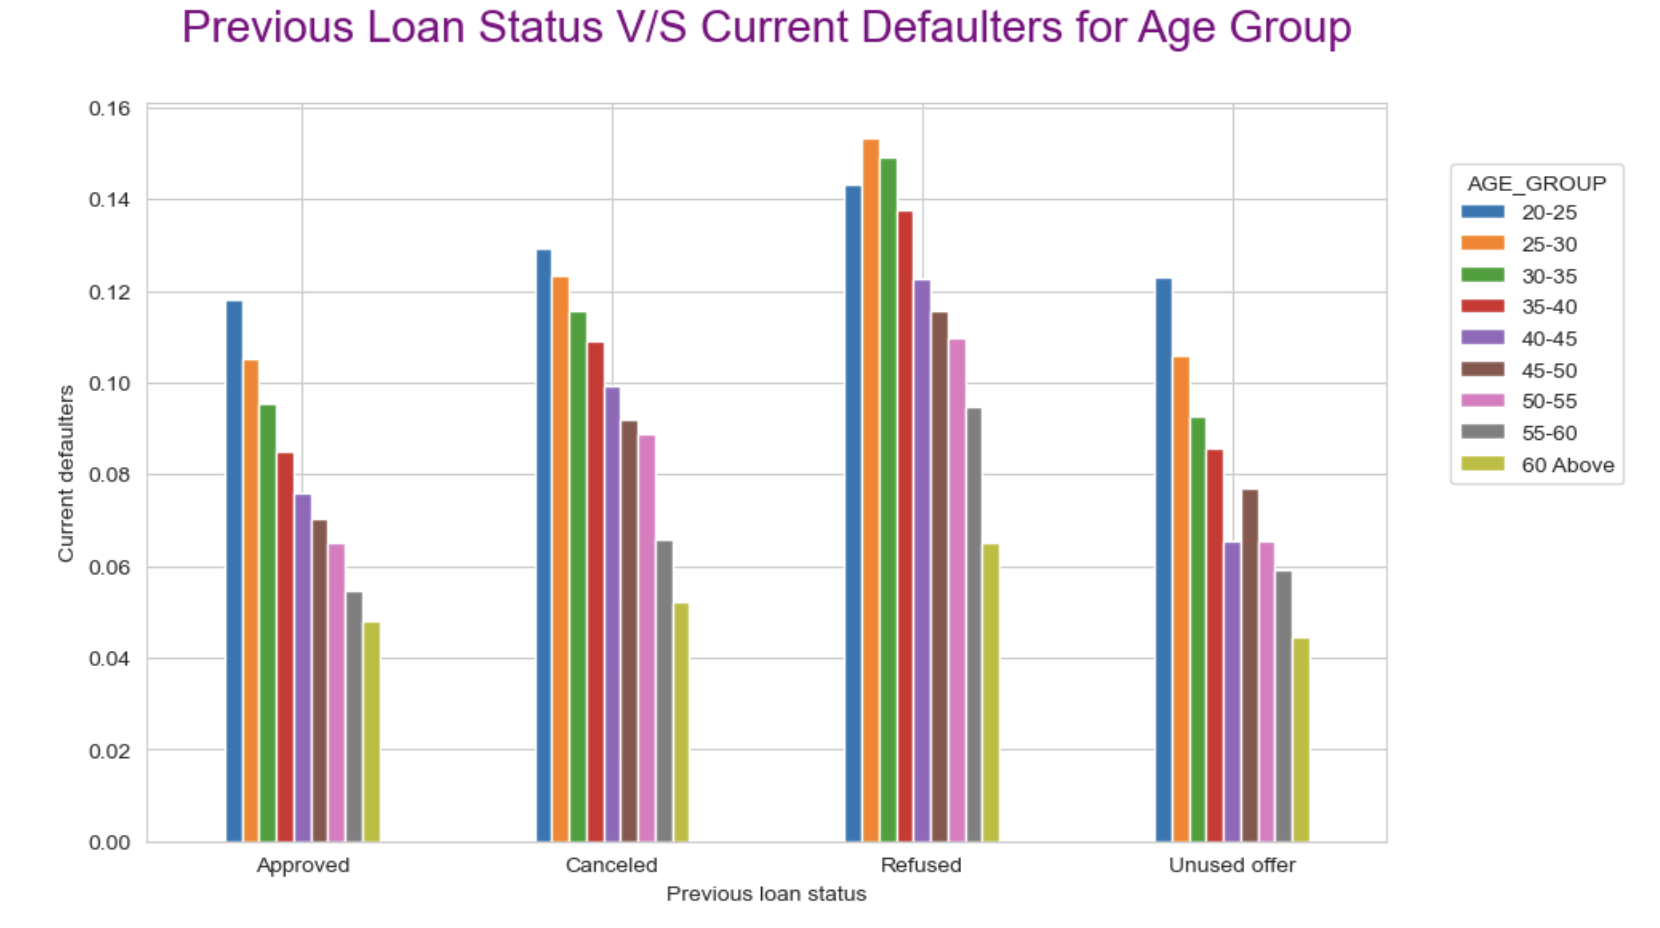 Previous Loan Status V/S Current Defaulters for Age Group
0.16
0.14
0.12
0.10
0.08
0.06
0.04
0.02
0.00
Current defaulters
Approved
Canceled
Refused
Unused offer
Previous loan status
AGE_GROUP
20-25
25-30
30-35
35-40
40-45
45-50
50-55
55-60
60 Above